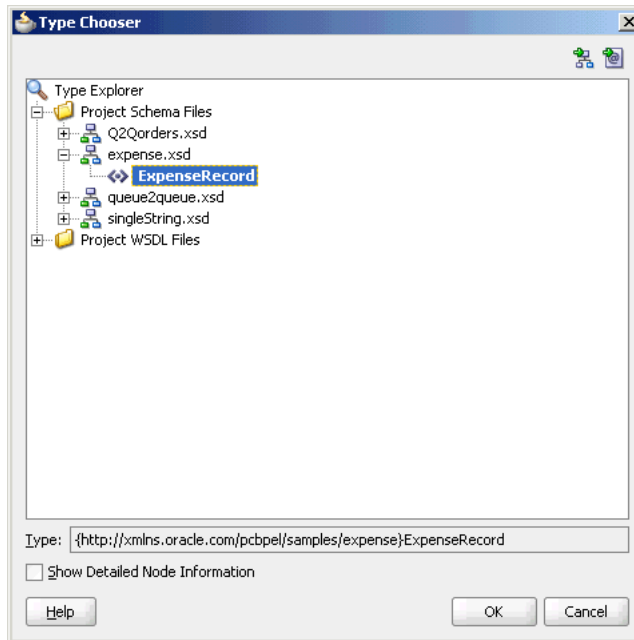 Type Chooser
Type Explorer
Project Schema Files
Q2Qorders.xsd
expense.xsd
ExpenseRecord
queue2queue.xsd
singleString.xsd
Project WSDL Files
Type: {http://xmlns.oracle.com/pcbpel/samples/expense}ExpenseRecord
Show Detailed Node Information
Help OK Cancel